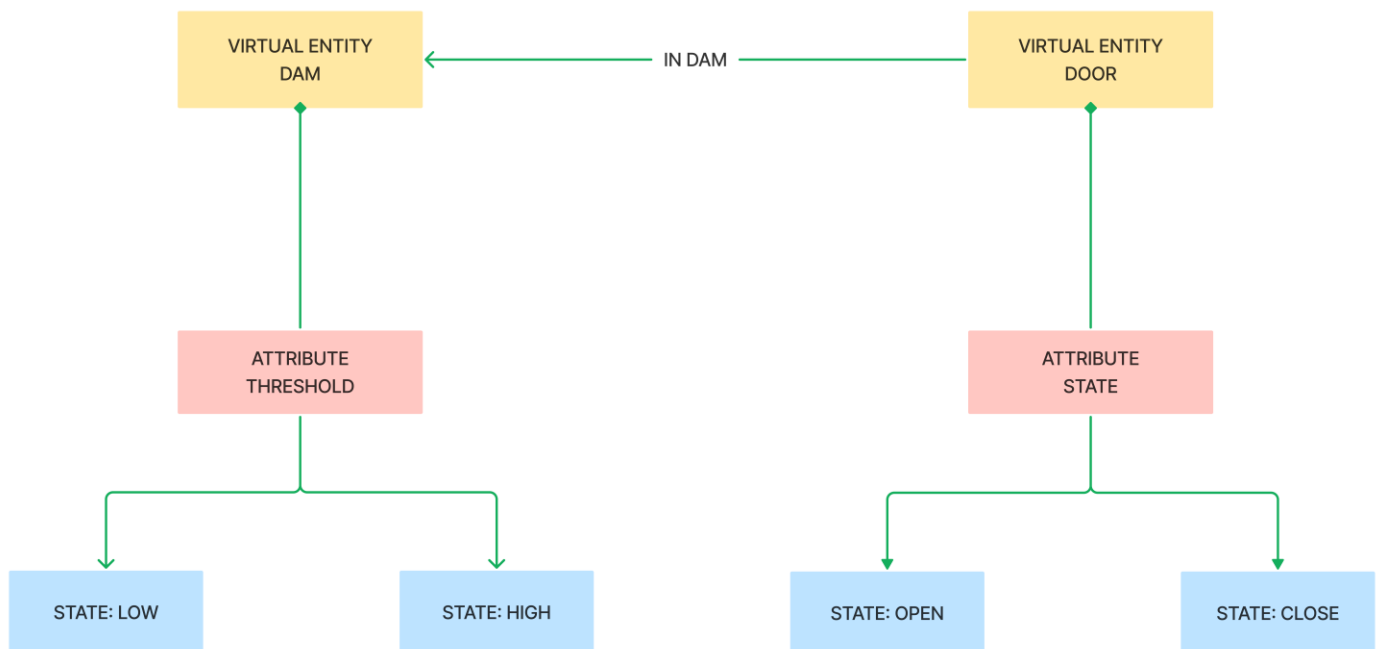 VIRTUAL ENTITY
DAM
IN DAM
VIRTUAL ENTITY
DOOR
ATTRIBUTE
THRESHOLD
ATTRIBUTE
STATE
STATE: LOW
STATE: HIGH
STATE: OPEN
STATE: CLOSE